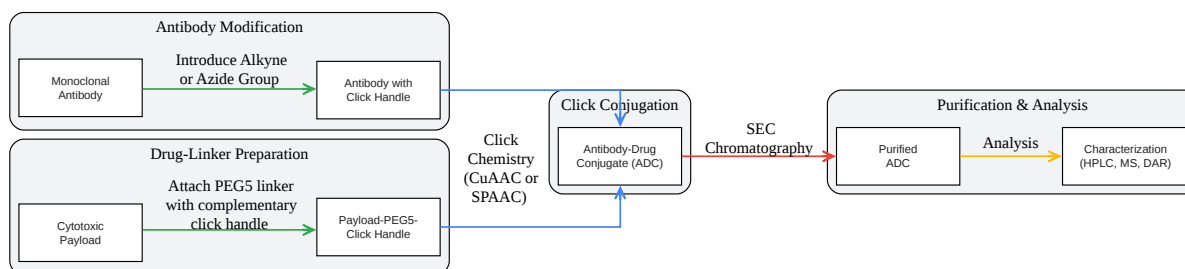 Antibody Modification
Monoclonal
Antibody
Introduce Alkyne
or Azide Group
Antibody with
Click Handle
Drug-Linker Preparation
Cytotoxic
Payload
Attach PEG5 linker
with complementary
click handle
Payload-PEG5-
Click Handle
Click
Chemistry
(CuAAC or
SPAAC)
Click Conjugation
Antibody-Drug
Conjugate (ADC)
SEC
Chromatography
Purification & Analysis
Purified
ADC
Analysis
Characterization
(HPLC, MS, DAR)